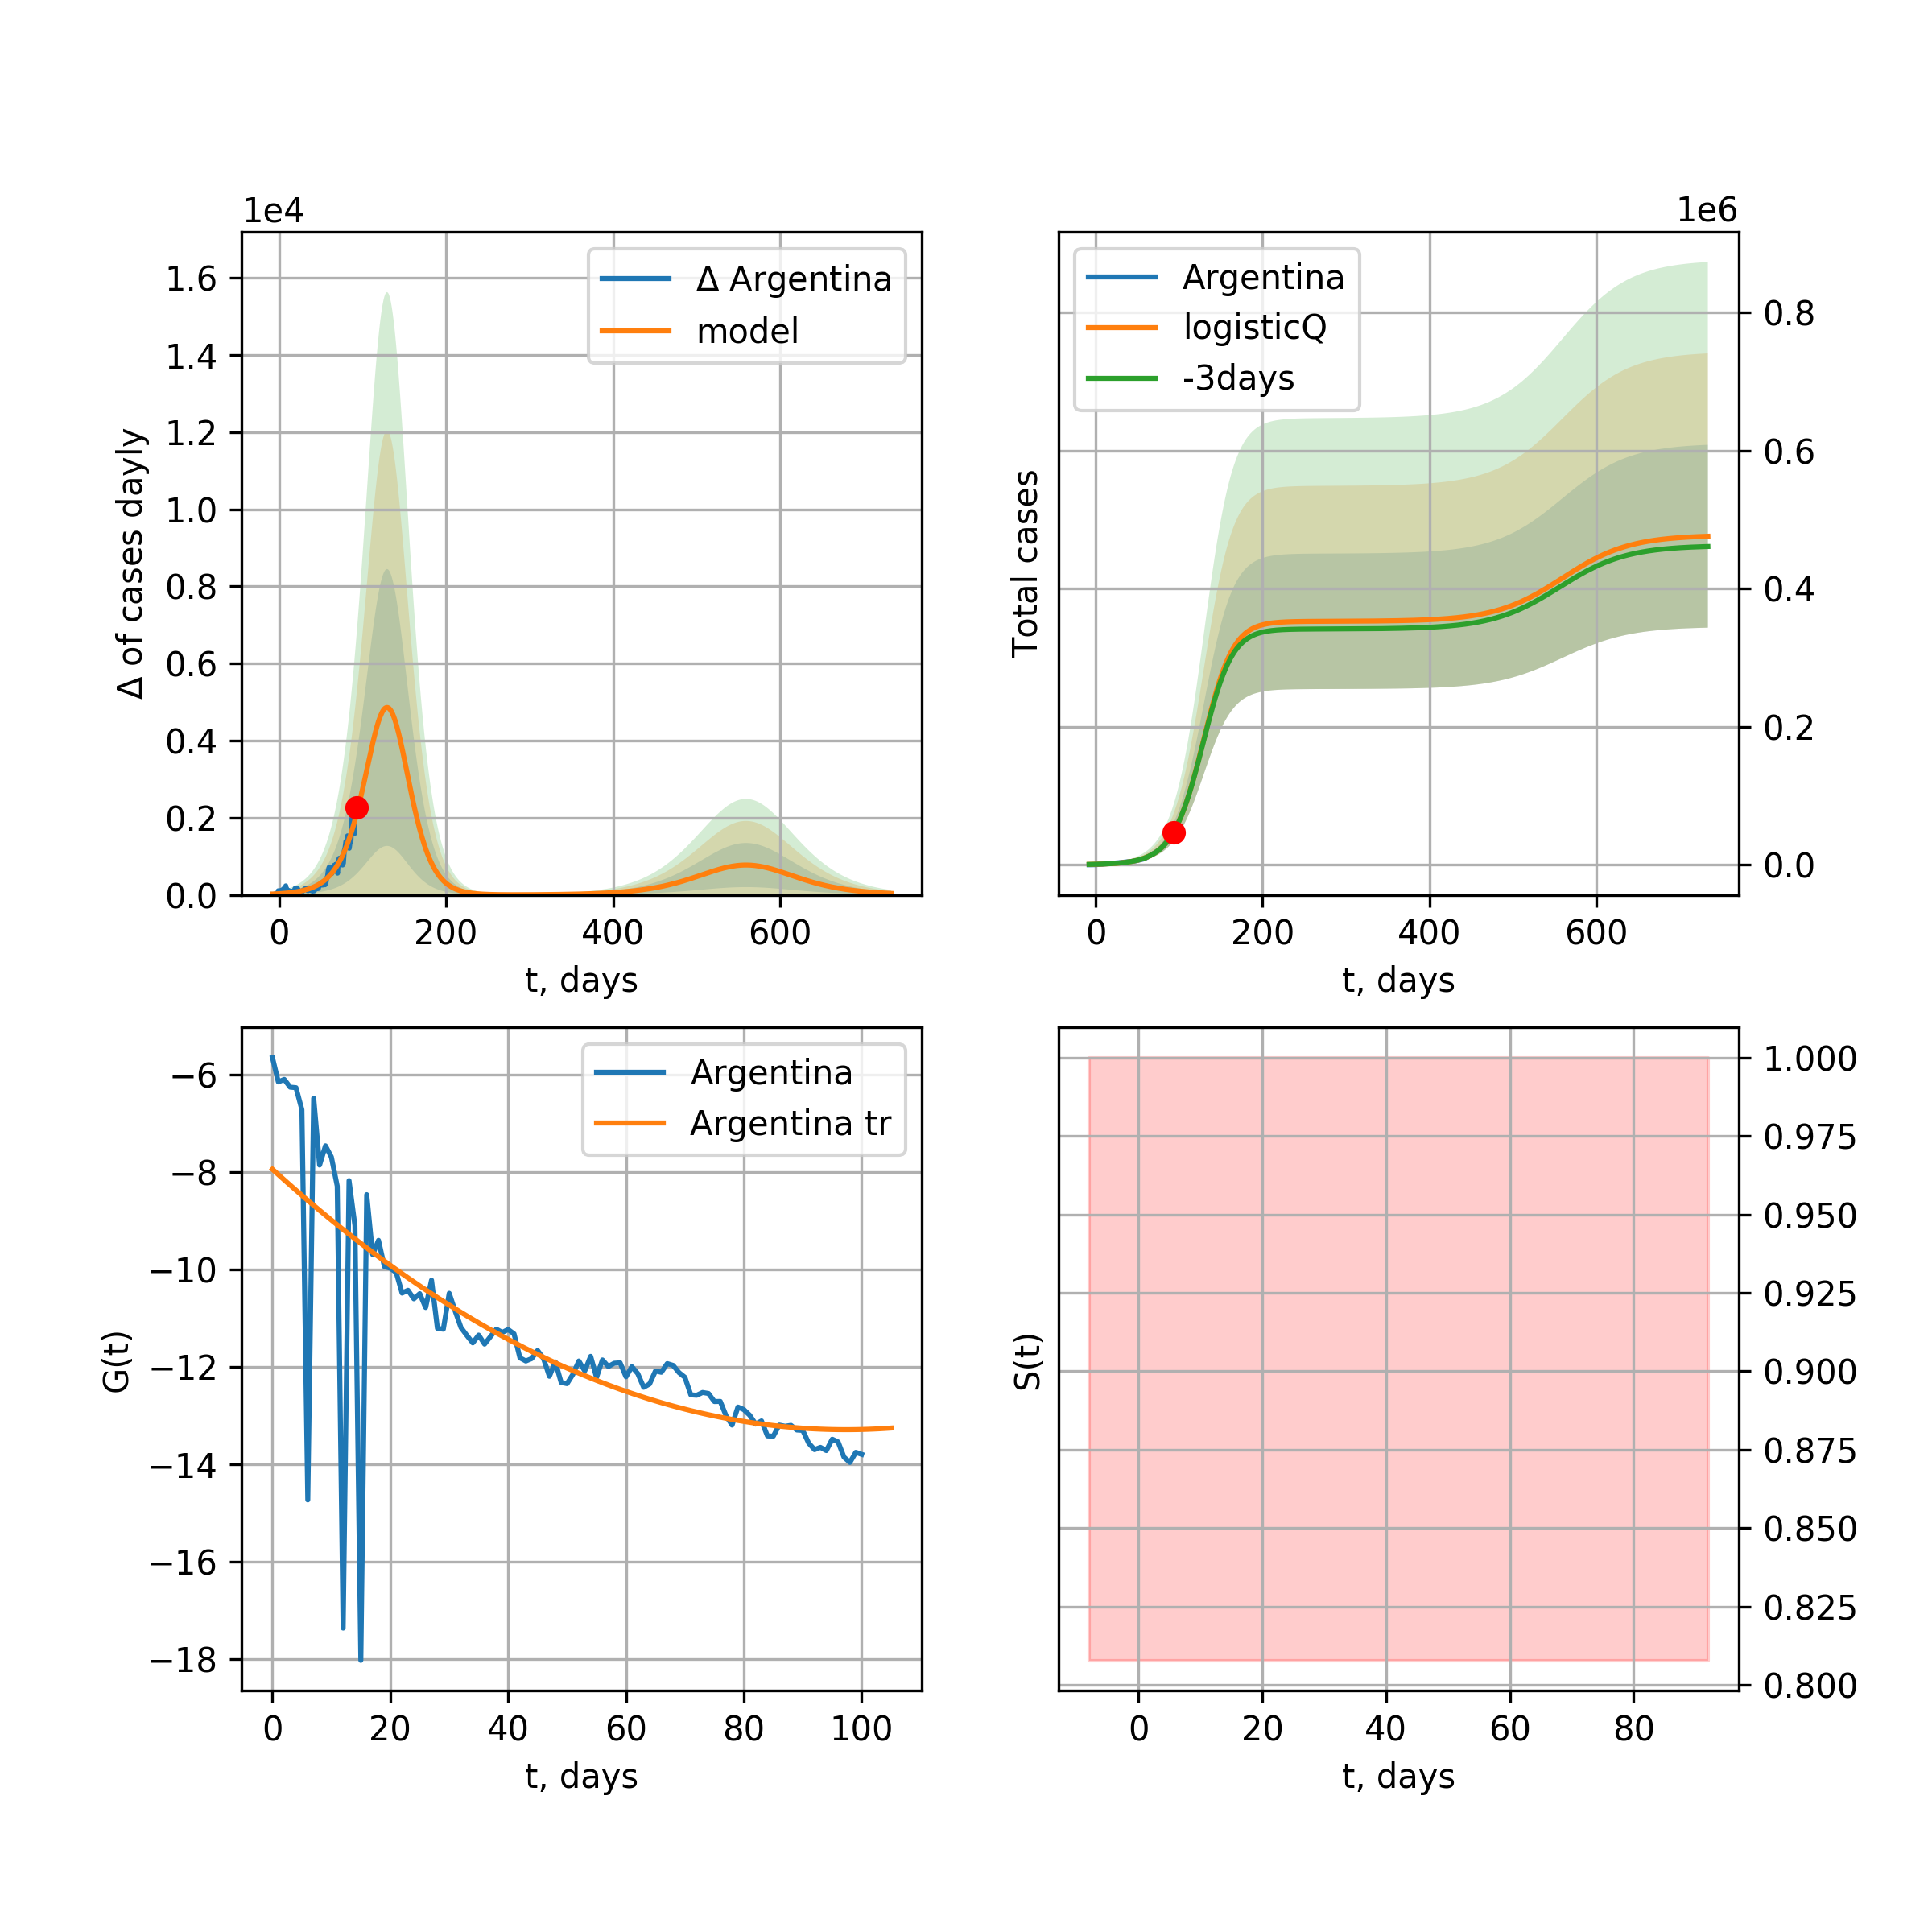 1e4
1.6
1.4
1.2
1.0
0.8
0.6
0.4
0.2
0.0
Δ of cases dayly
Δ Argentina
model
0 200 400 600
t, days
1e6
Total cases
Argentina
logisticQ
-3days
0.8
0.6
0.4
0.2
0.0
0 200 400 600
t, days
−6
−8
−10
−12
−14
−16
−18
G(t)
Argentina
Argentina tr
0 20 40 60 80 100
t, days
S(t)
1.000
0.975
0.950
0.925
0.900
0.875
0.850
0.825
0.800
0 20 40 60 80
t, days